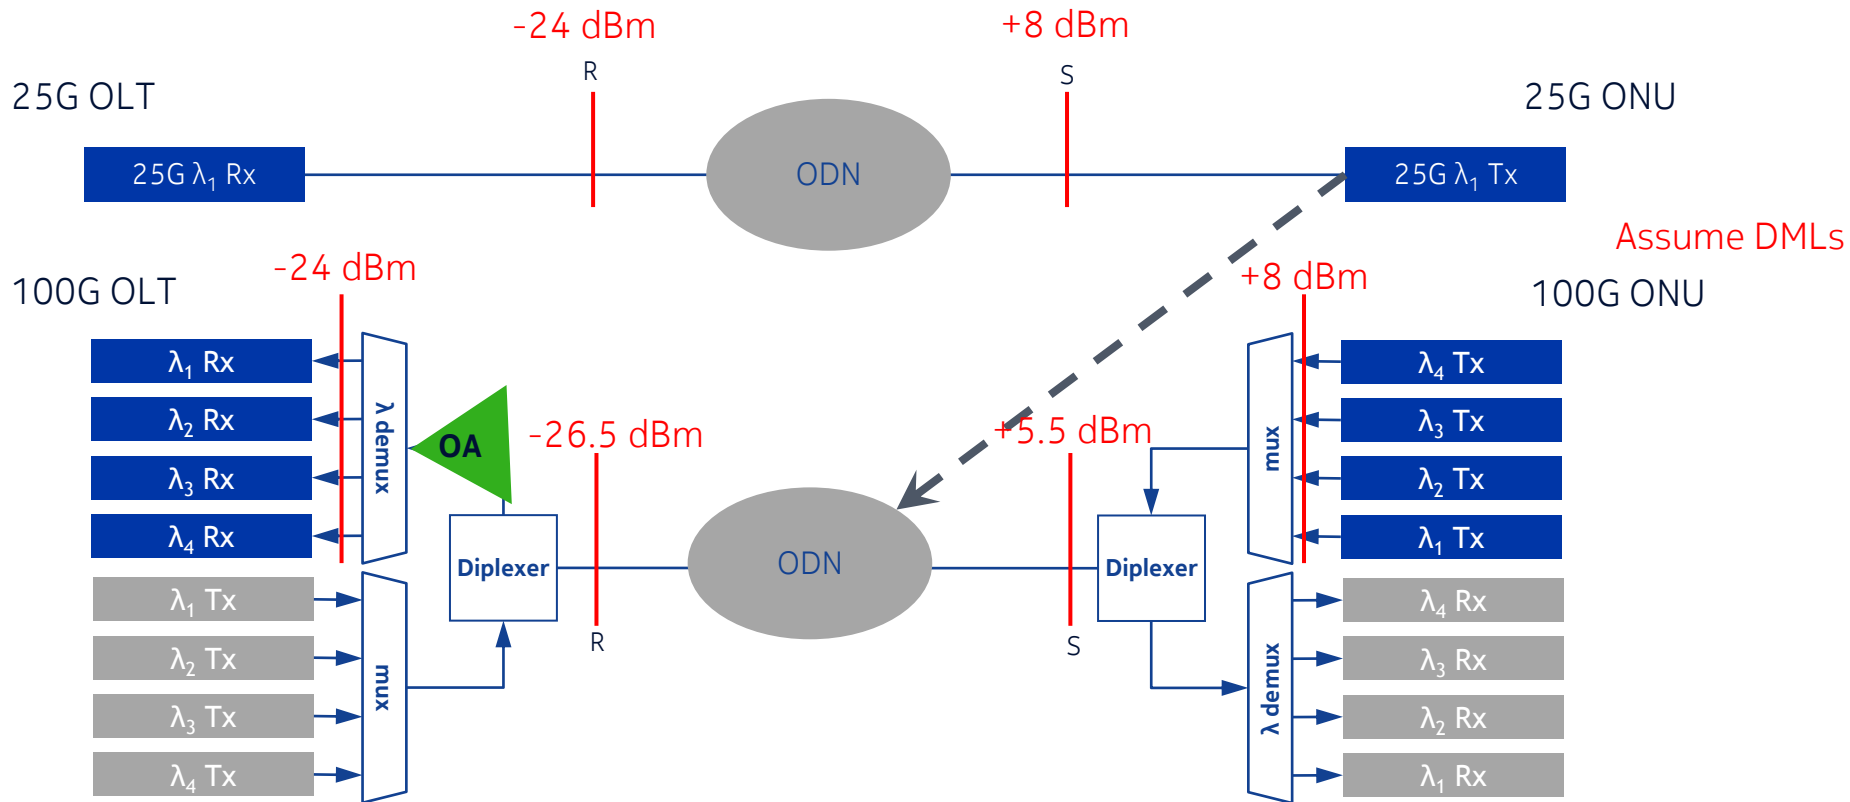 -24 dBm
+8 dBm
R
S
25G OLT
25G ONU
25G λ₁ Rx
ODN
25G λ₁ Tx
Assume DMLs
-24 dBm
+8 dBm
100G OLT
100G ONU
λ₁ Rx
λ₂ Rx
λ₃ Rx
λ₄ Rx
λ demux
OA
-26.5 dBm
+5.5 dBm
mux
λ₄ Tx
λ₃ Tx
λ₂ Tx
λ₁ Tx
Diplexer
ODN
Diplexer
R
S
λ₁ Tx
λ₂ Tx
λ₃ Tx
λ₄ Tx
mux
λ demux
λ₄ Rx
λ₃ Rx
λ₂ Rx
λ₁ Rx